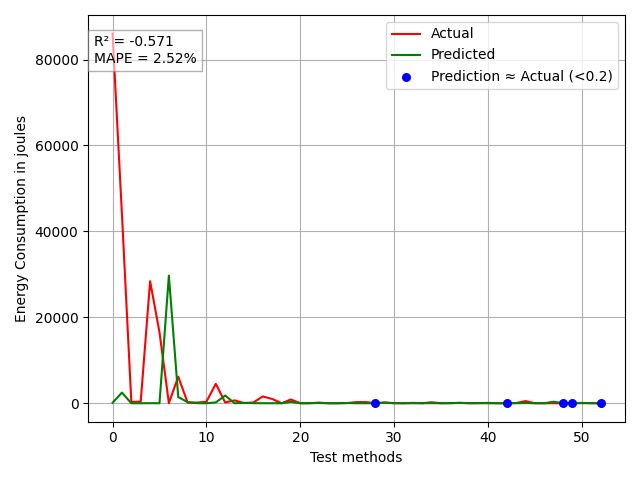 R² = -0.571
MAPE = 2.52%
Actual
Predicted
Prediction ≈ Actual (<0.2)
Energy Consumption in joules
80000
60000
40000
20000
0
0 10 20 30 40 50
Test methods